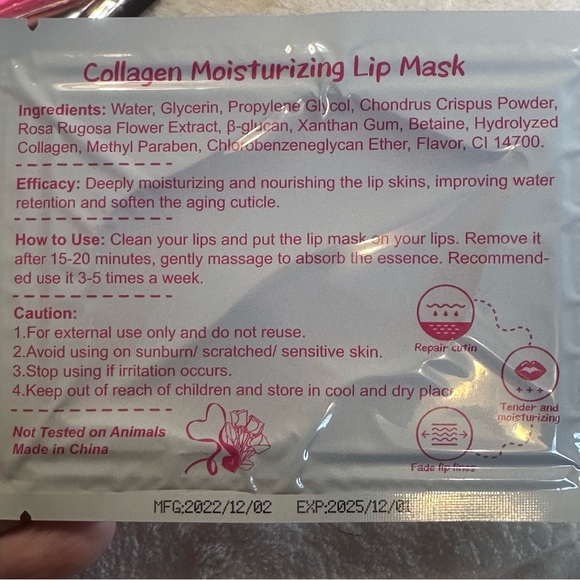 Collagen Moisturizing Lip Mask
Ingredients: Water, Glycerin, Propylene Glycol, Chondrus Crispus Powder,
Rosa Rugosa Flower Extract, β-glucan, Xanthan Gum, Betaine, Hydrolyzed
Collagen, Methyl Paraben, Chlorobenzeneglycan Ether, Flavor, CI 14700.
Efficacy: Deeply moisturizing and nourishing the lip skins, improving water
retention and soften the aging cuticle.
How to Use: Clean your lips and put the lip mask on your lips. Remove it
after 15-20 minutes, gently massage to absorb the essence. Recommend-
ed use it 3-5 times a week.
Caution:
1.For external use only and do not reuse.
2.Avoid using on sunburn/ scratched/ sensitive skin.
3.Stop using if irritation occurs.
4.Keep out of reach of children and store in cool and dry place
Repair cutin
Tender and
moisturizing
Fade lip lines
Not Tested on Animals
Made in China
MFG:2022/12/02 EXP:2025/12/01